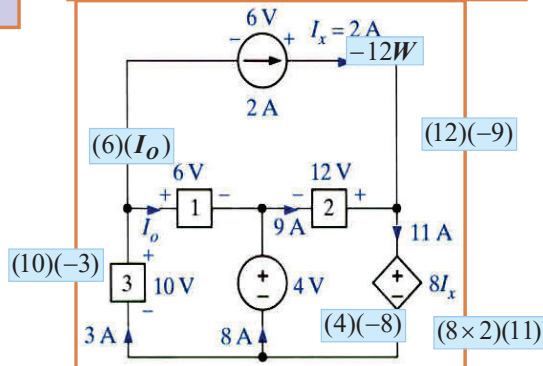 6 V
− + I_x = 2 A
−12W
2 A
(6)(I_O)
(12)(−9)
6 V
12 V
+ 1 −
− 2 +
I_o
9 A
11 A
(10)(−3)
+
3
10 V
−
+
−
4 V
+
−
8I_x
(4)(−8)
(8×2)(11)
3 A
8 A